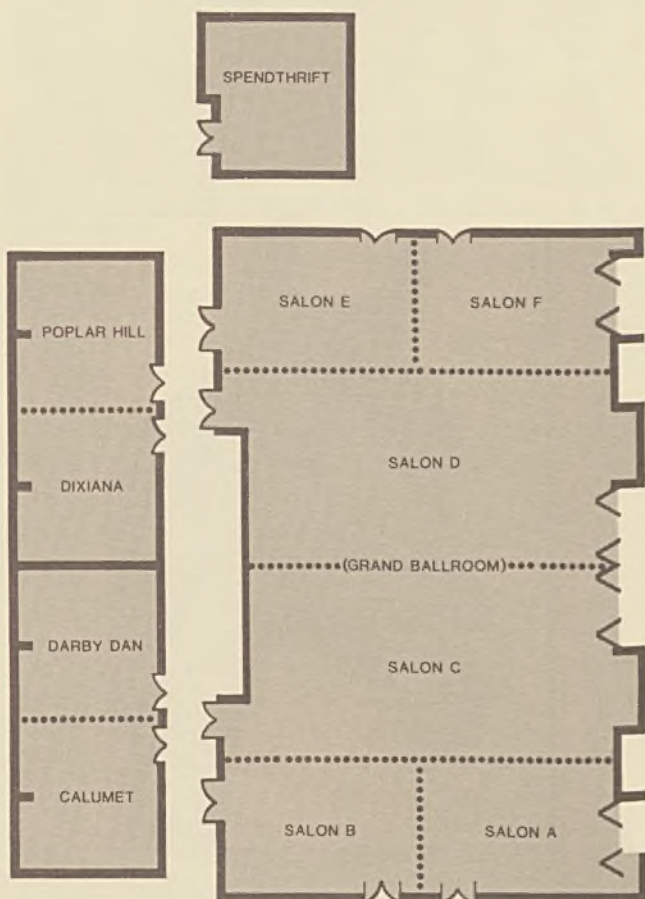 SPENDTHRIFT
SALON E
SALON F
POPLAR HILL
SALON D
DIXIANA
(GRAND BALLROOM)
DARBY DAN
SALON C
CALUMET
SALON B
SALON A